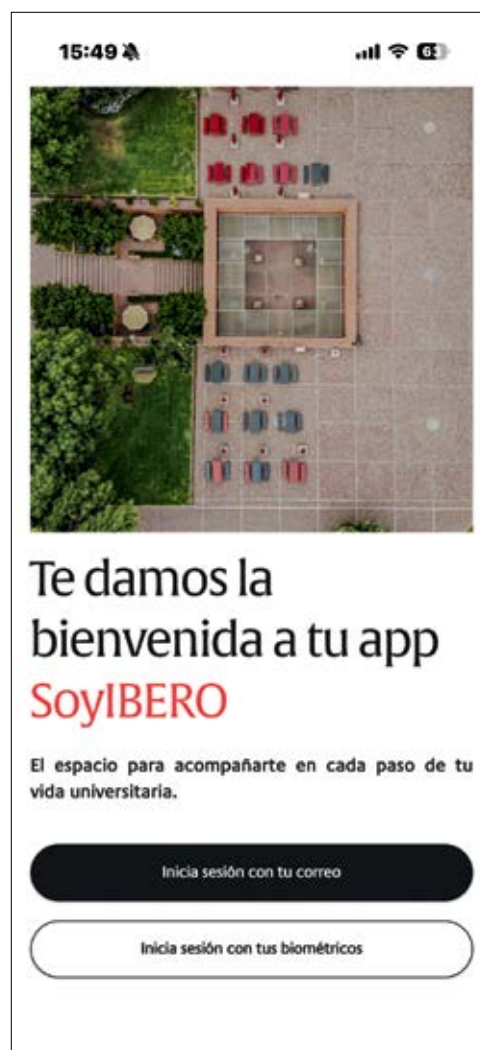 15:49
63
Te damos la
bienvenida a tu app
SoyIBERO
El espacio para acompañarte en cada paso de tu
vida universitaria.
Inicia sesión con tu correo
Inicia sesión con tus biométricos